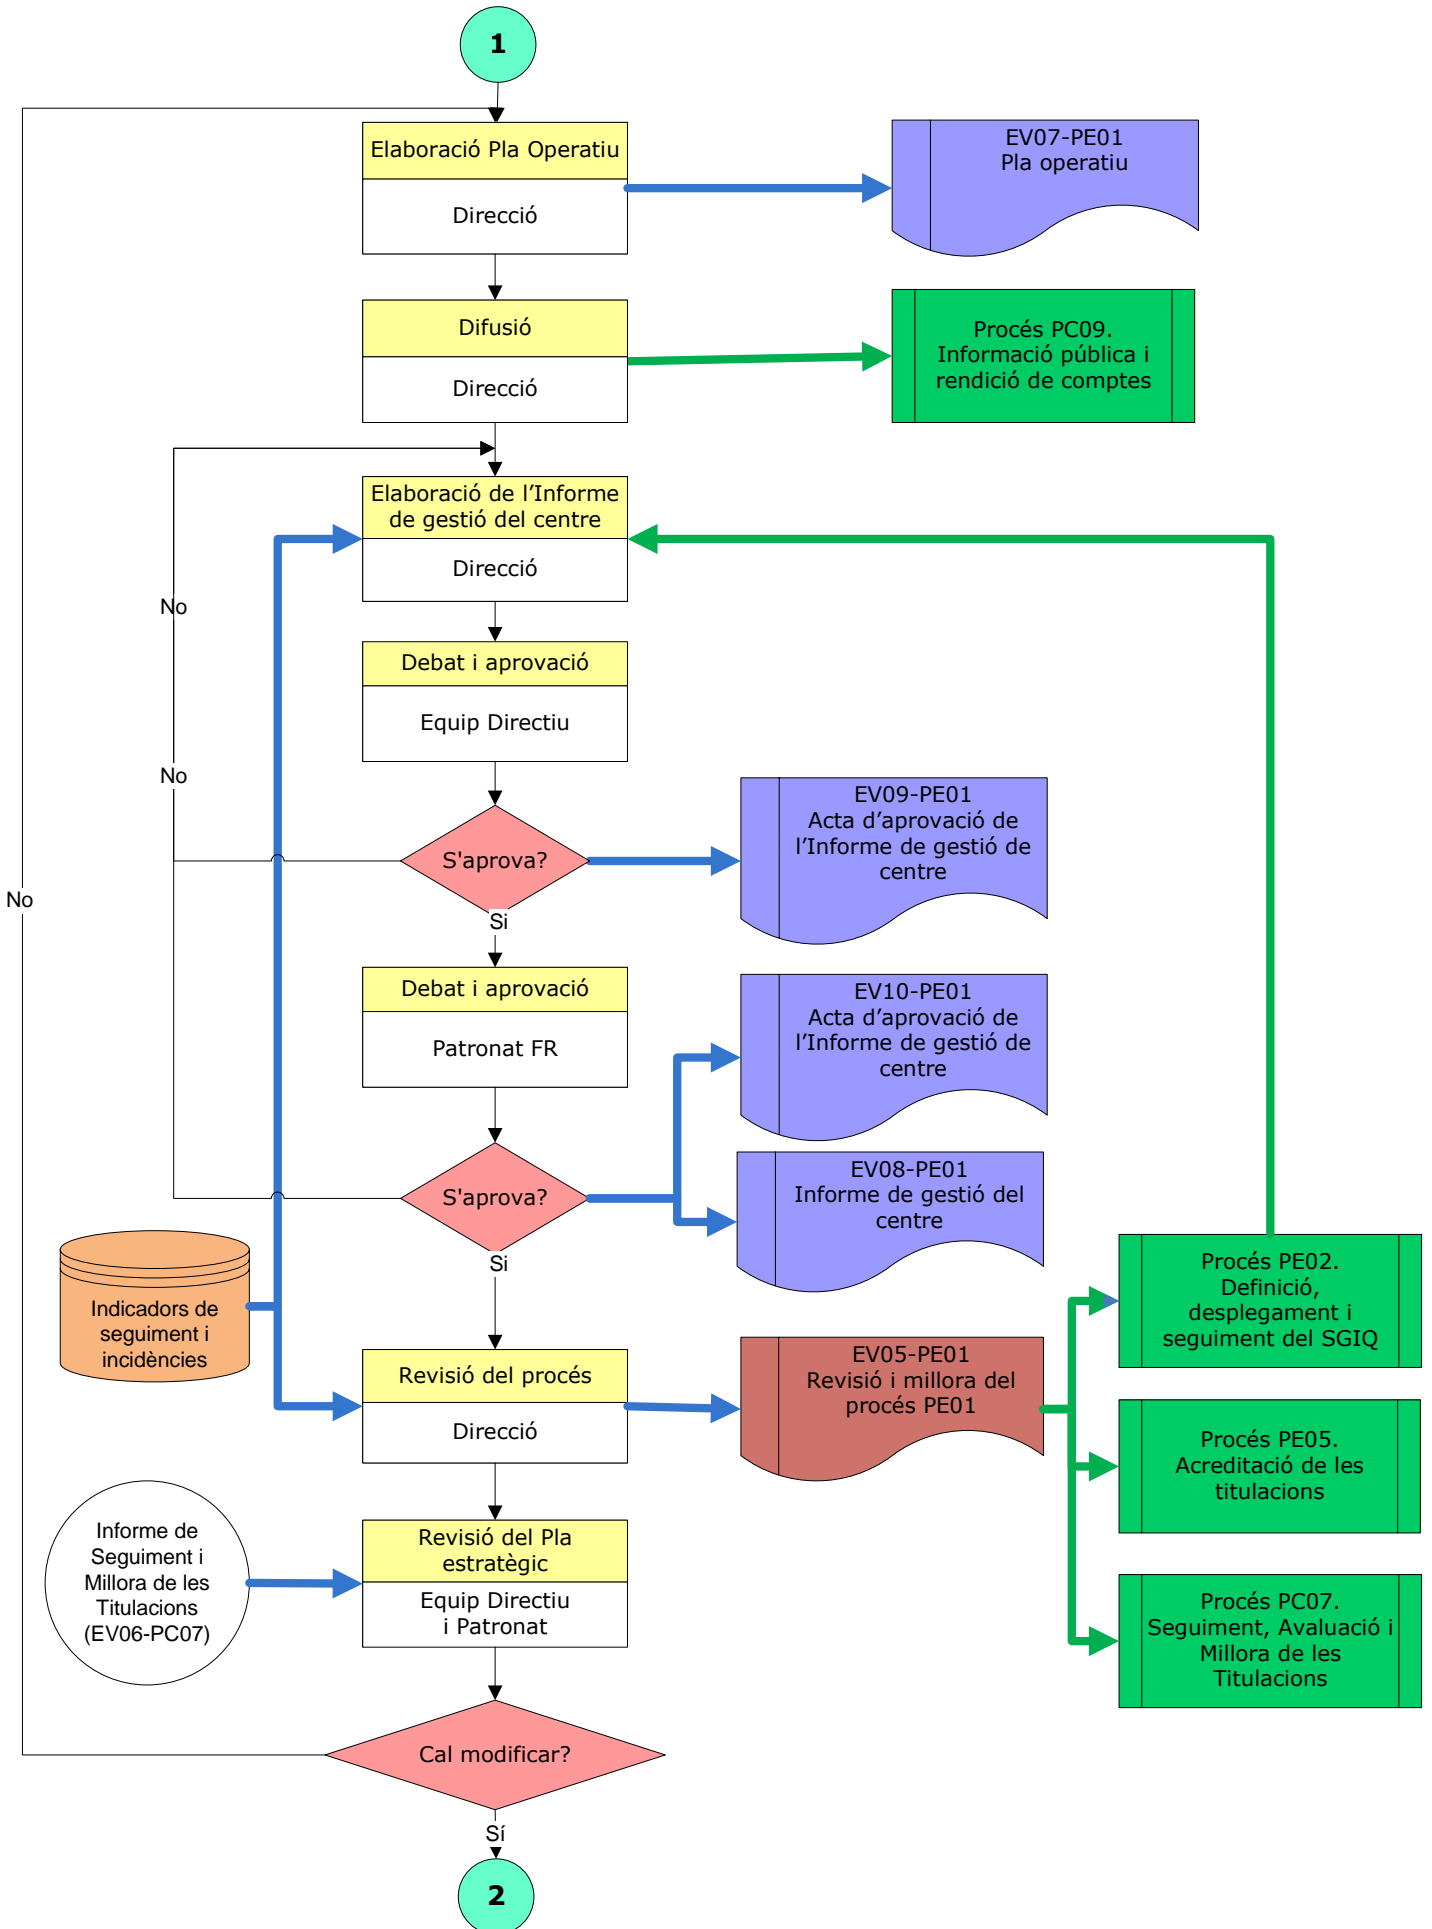 1
Elaboració Pla Operatiu
Direcció
EV07-PE01
Pla operatiu
Difusió
Direcció
Procés PC09.
Informació pública i
rendició de comptes
Elaboració de l’Informe
de gestió del centre
Direcció
No
Debat i aprovació
Equip Directiu
No
S'aprova?
Si
EV09-PE01
Acta d’aprovació de
l’Informe de gestió de
centre
No
Debat i aprovació
Patronat FR
EV10-PE01
Acta d’aprovació de
l’Informe de gestió de
centre
S'aprova?
Si
EV08-PE01
Informe de gestió del
centre
Indicadors de
seguiment i
incidències
Procés PE02.
Definició,
desplegament i
seguiment del SGIQ
Revisió del procés
Direcció
EV05-PE01
Revisió i millora del
procés PE01
Procés PE05.
Acreditació de les
titulacions
Informe de
Seguiment i
Millora de les
Titulacions
(EV06-PC07)
Revisió del Pla
estratègic
Equip Directiu
i Patronat
Procés PC07.
Seguiment, Avaluació i
Millora de les
Titulacions
Cal modificar?
Sí
2